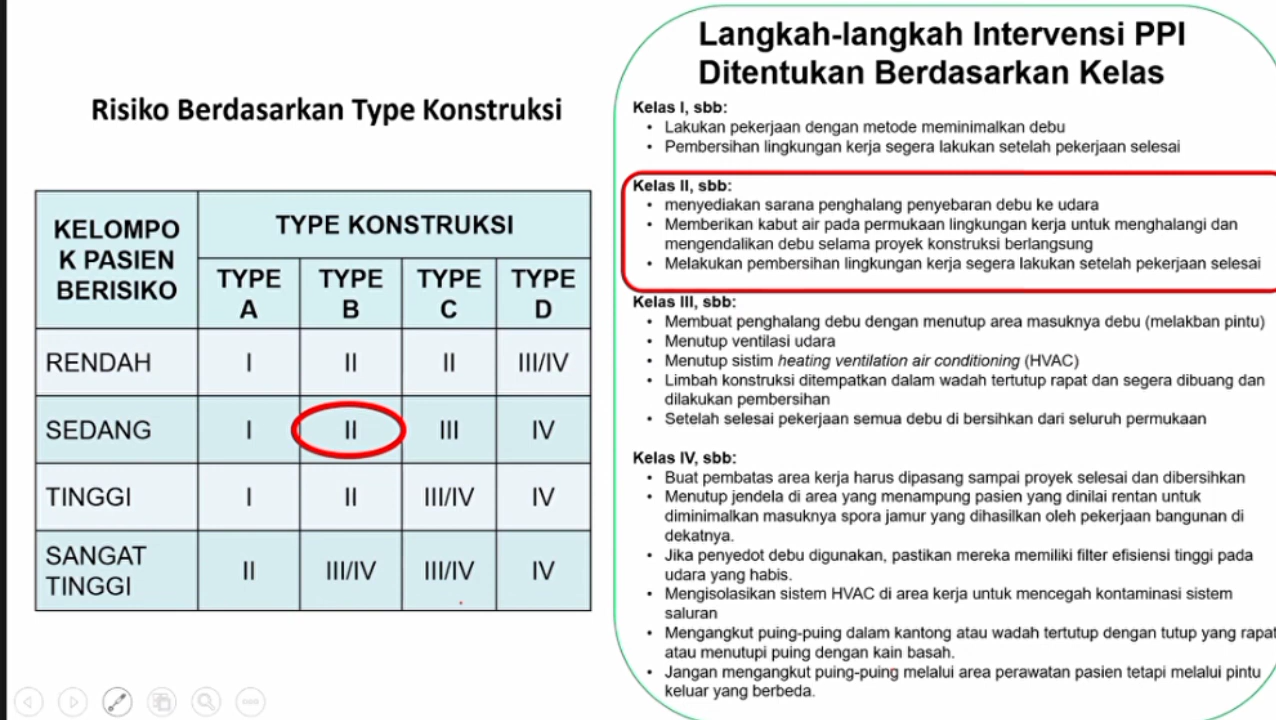 Risiko Berdasarkan Type Konstruksi
KELOMPO
K PASIEN
BERISIKO
TYPE KONSTRUKSI
TYPE A
TYPE B
TYPE C
TYPE D
RENDAH I II II III/IV
SEDANG I II III IV
TINGGI I II III/IV IV
SANGAT
TINGGI II III/IV III/IV IV
Langkah-langkah Intervensi PPI
Ditentukan Berdasarkan Kelas
Kelas I, sbb:
• Lakukan pekerjaan dengan metode meminimalkan debu
• Pembersihan lingkungan kerja segera lakukan setelah pekerjaan selesai
Kelas II, sbb:
• menyediakan sarana penghalang penyebaran debu ke udara
• Memberikan kabut air pada permukaan lingkungan kerja untuk menghalangi dan
mengendalikan debu selama proyek konstruksi berlangsung
• Melakukan pembersihan lingkungan kerja segera lakukan setelah pekerjaan selesai
Kelas III, sbb:
• Membuat penghalang debu dengan menutup area masuknya debu (melakban pintu)
• Menutup ventilasi udara
• Menutup sistim heating ventilation air conditioning (HVAC)
• Limbah konstruksi ditempatkan dalam wadah tertutup rapat dan segera dibuang dan
dilakukan pembersihan
• Setelah selesai pekerjaan semua debu di bersihkan dari seluruh permukaan
Kelas IV, sbb:
• Buat pembatas area kerja harus dipasang sampai proyek selesai dan dibersihkan
• Menutup jendela di area yang menampung pasien yang dinilai rentan untuk
diminimalkan masuknya spora jamur yang dihasilkan oleh pekerjaan bangunan di
dekatnya.
• Jika penyedot debu digunakan, pastikan mereka memiliki filter efisiensi tinggi pada
udara yang habis.
• Mengisolasikan sistem HVAC di area kerja untuk mencegah kontaminasi sistem
saluran
• Mengangkut puing-puing dalam kantong atau wadah tertutup dengan tutup yang rapat
atau menutupi puing dengan kain basah.
• Jangan mengangkut puing-puing melalui area perawatan pasien tetapi melalui pintu
keluar yang berbeda.